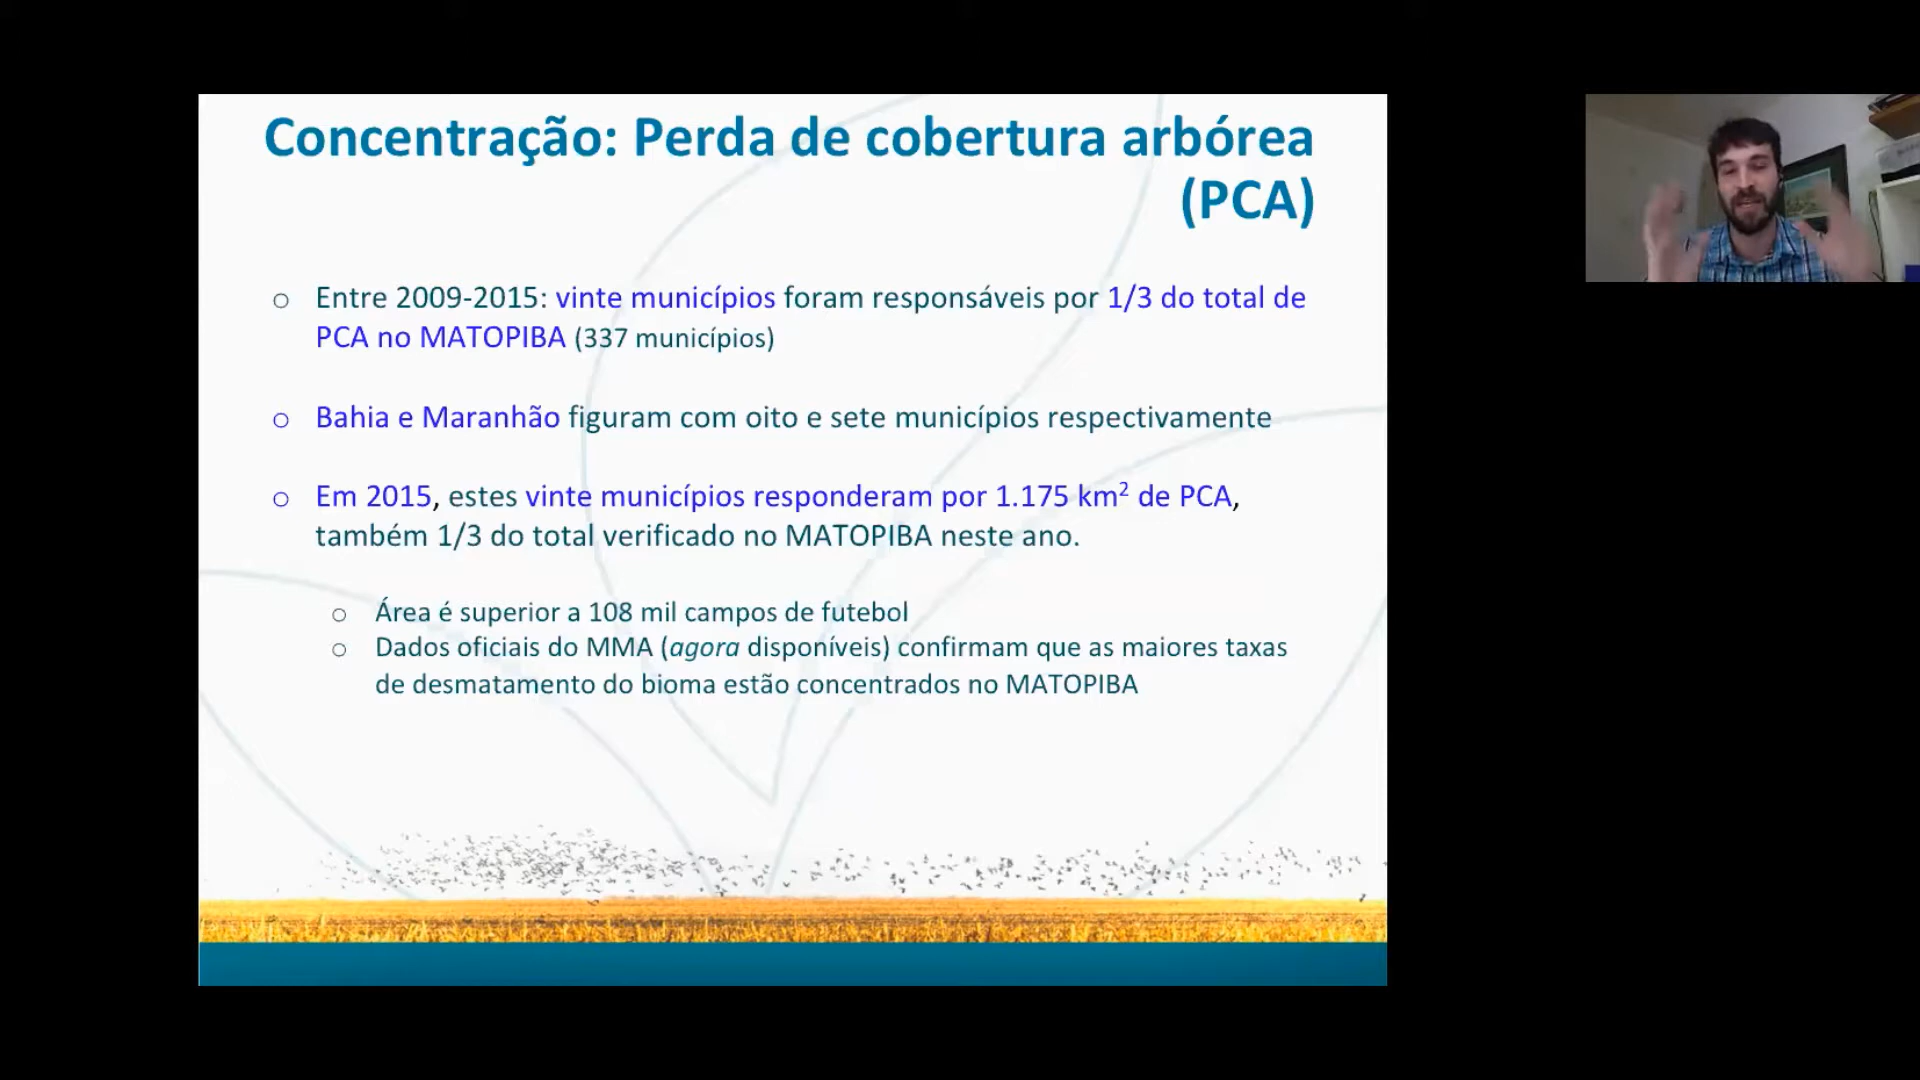 Concentração: Perda de cobertura arbórea
(PCA)
o Entre 2009-2015: vinte municípios foram responsáveis por 1/3 do total de
PCA no MATOPIBA (337 municípios)
o Bahia e Maranhão figuram com oito e sete municípios respectivamente
o Em 2015, estes vinte municípios responderam por 1.175 km² de PCA,
também 1/3 do total verificado no MATOPIBA neste ano.
o Área é superior a 108 mil campos de futebol
o Dados oficiais do MMA (agora disponíveis) confirmam que as maiores taxas
de desmatamento do bioma estão concentrados no MATOPIBA